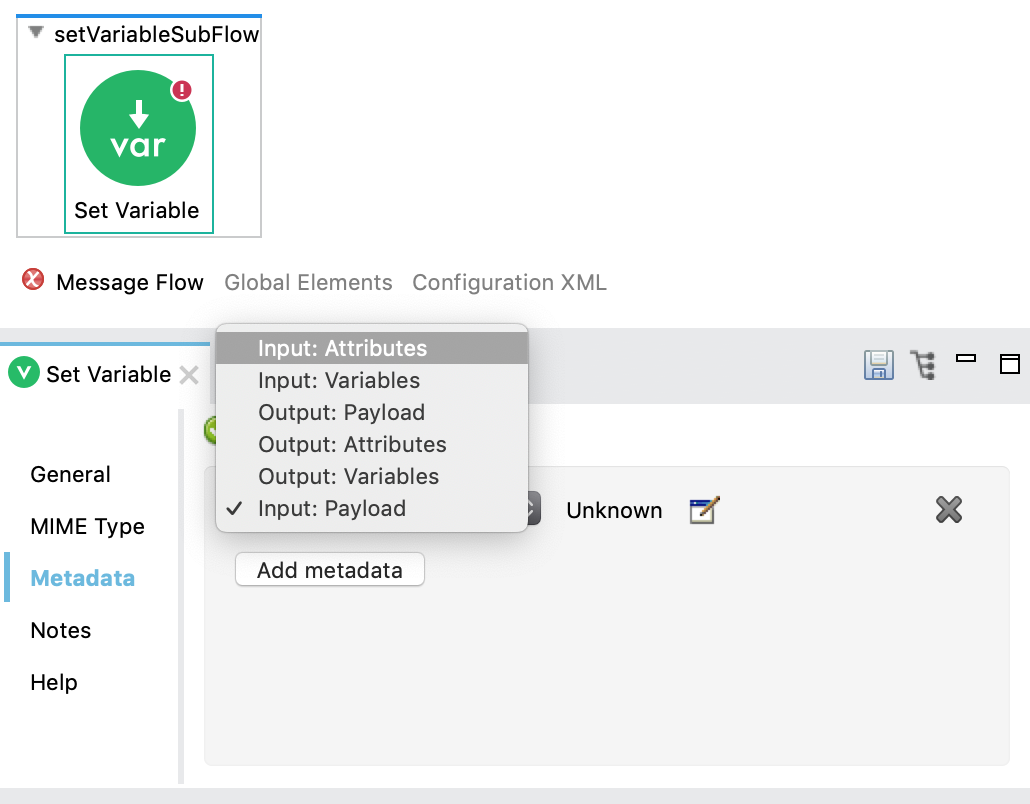 setVariableSubFlow
var
Set Variable
Message Flow Global Elements Configuration XML
Set Variable
Input: Attributes
Input: Variables
Output: Payload
Output: Attributes
Output: Variables
Input: Payload
Unknown
Add metadata
General
MIME Type
Metadata
Notes
Help